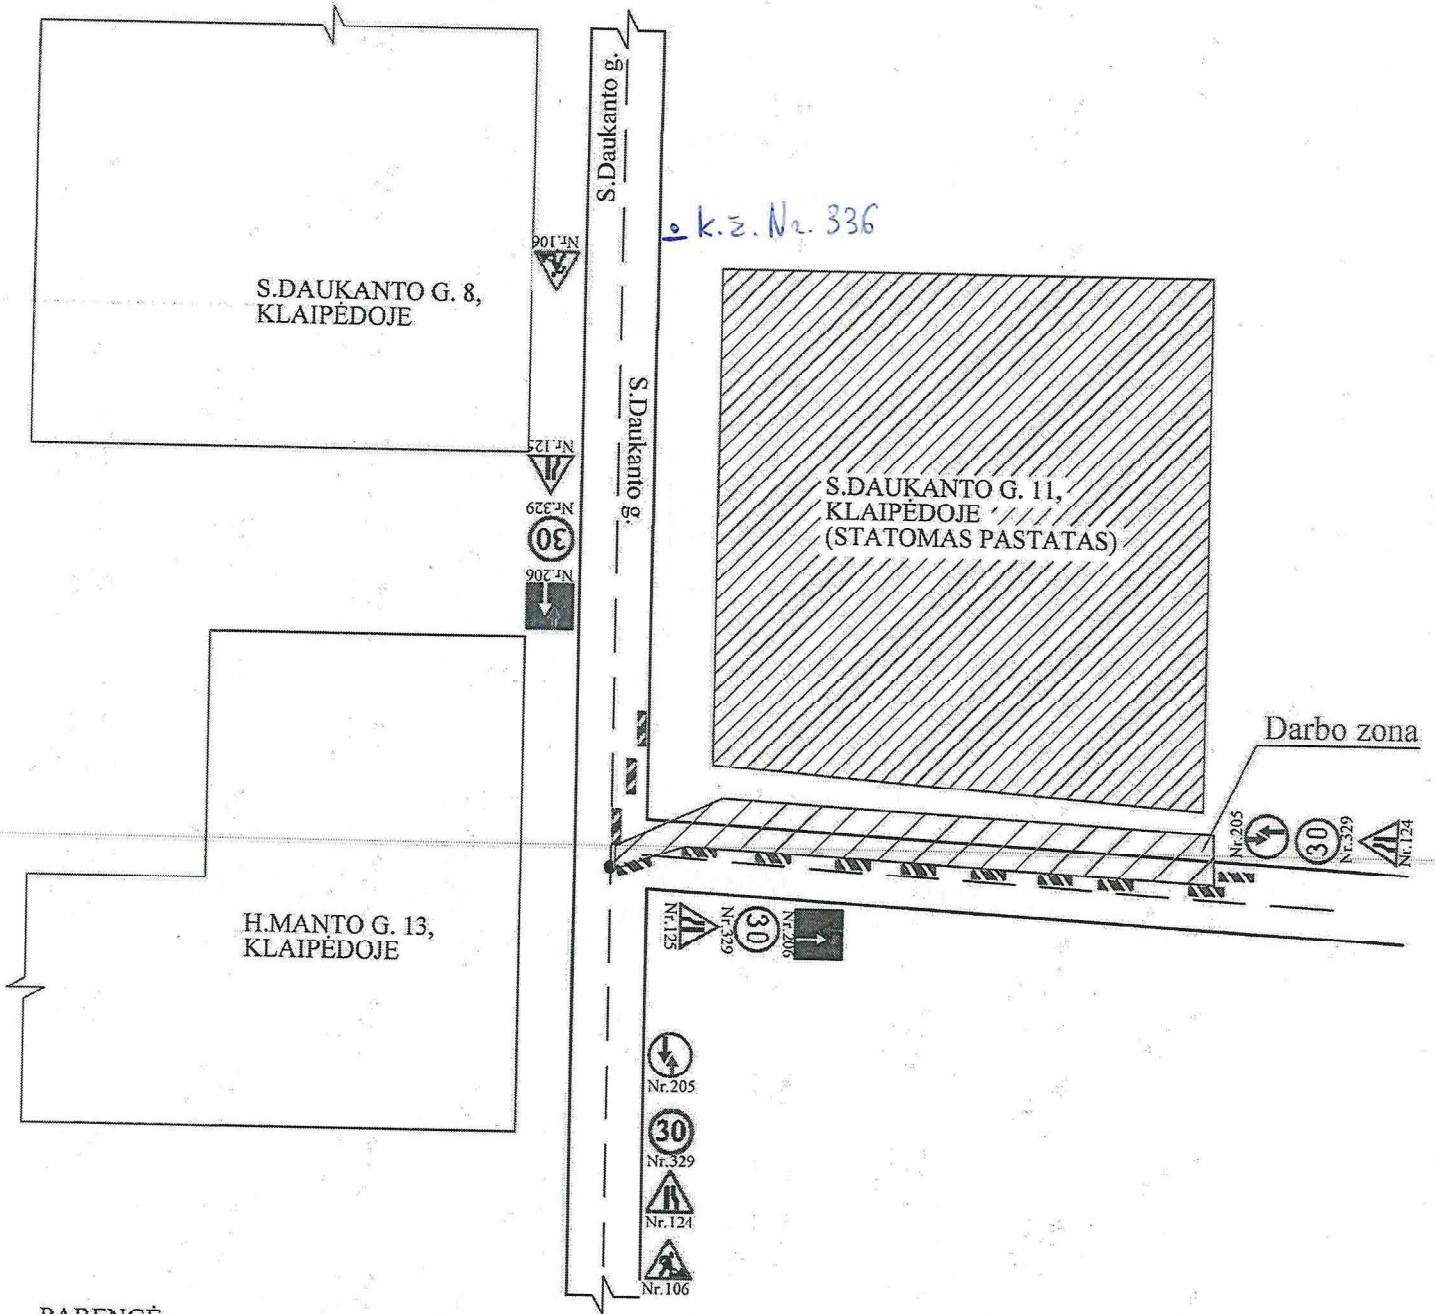 S.Daukanto g.
k.ž. Nr. 336
Nr.106
S.DAUKANTO G. 8,
KLAIPĖDOJE
S.Daukanto g.
Nr.125
Nr.329
30
Nr.206
S.DAUKANTO G. 11,
KLAIPĖDOJE
(STATOMAS PASTATAS)
Darbo zona
Nr.205
30
Nr.329
Nr.124
H.MANTO G. 13,
KLAIPĖDOJE
Nr.125
Nr.329
30
Nr.206
Nr.205
30
Nr.329
Nr.124
Nr.106
PARENGĖ